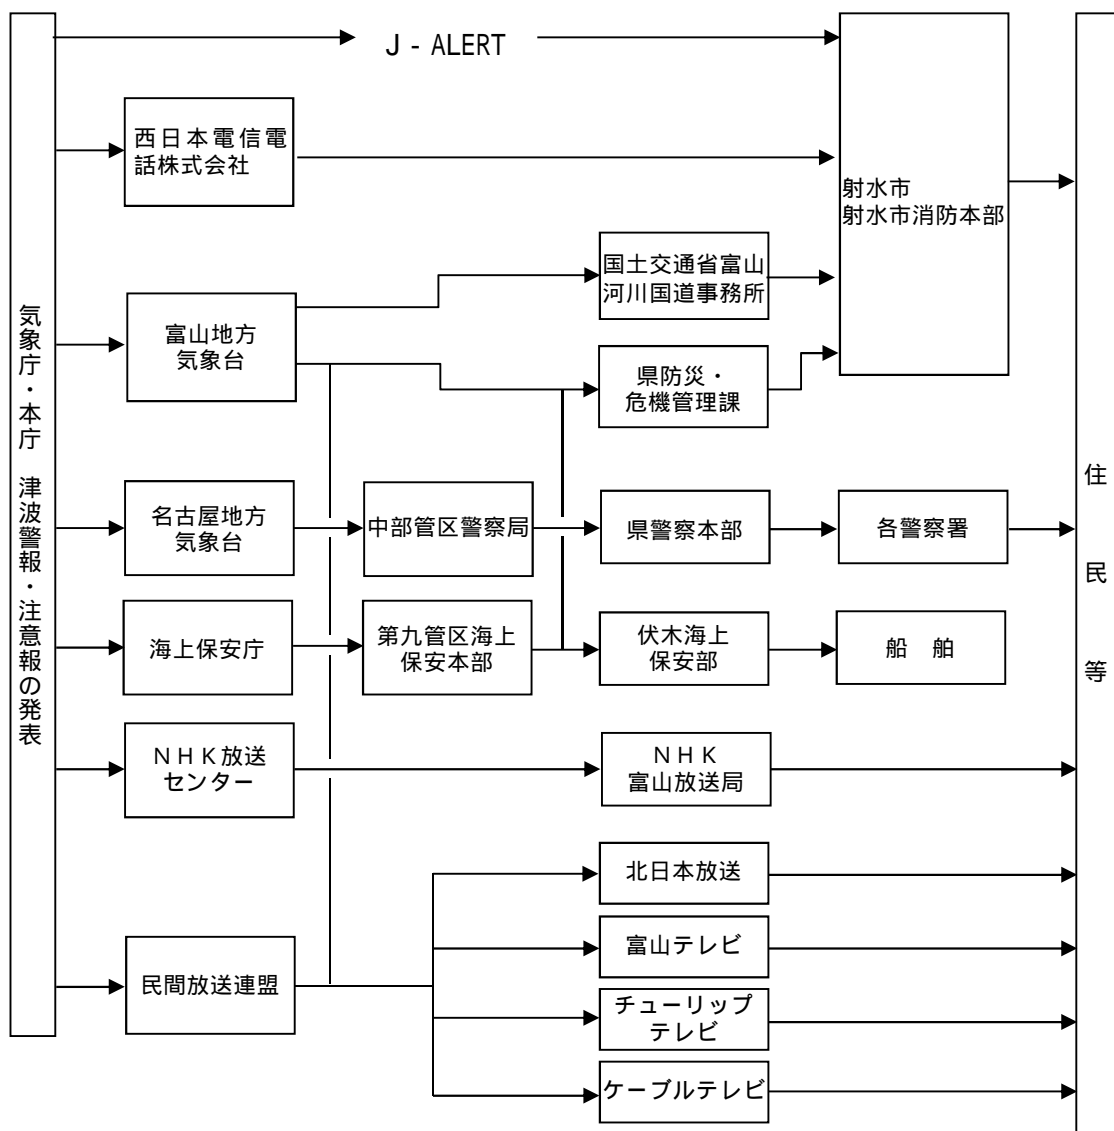 J - ALERT
西日本電信電
話株式会社
射水市
射水市消防本部
国土交通省富山
河川国道事務所
気象庁・本庁　津波警報・注意報の発表
富山地方
気象台
県防災・
危機管理課
名古屋地方
気象台
中部管区警察局
県警察本部
各警察署
住民等
海上保安庁
第九管区海上
保安本部
伏木海上
保安部
船　舶
ＮＨＫ放送
センター
ＮＨＫ
富山放送局
北日本放送
富山テレビ
民間放送連盟
チューリップ
テレビ
ケーブルテレビ